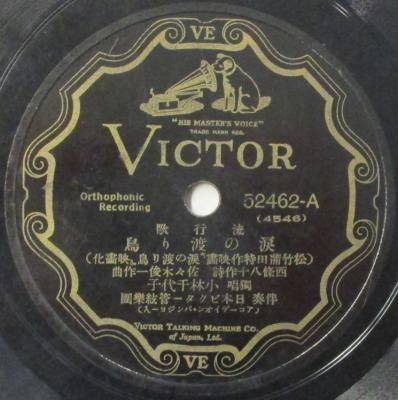 VE
"HIS MASTER'S VOICE"
TRADE MARK REG.
VICTOR
Orthophonic
Recording
52462-A
(4546)
流行歌
涙の渡り鳥
(松竹蒲田特作映畫「涙の渡り鳥」映畫化)
西條八十作詩 佐々木俊一作曲
獨唱 小林千代子
伴奏 日本ビクター管絃樂團
(アコーデイオン・バンジヨー入)
VICTOR TALKING MACHINE CO.
of Japan, Ltd.
VE